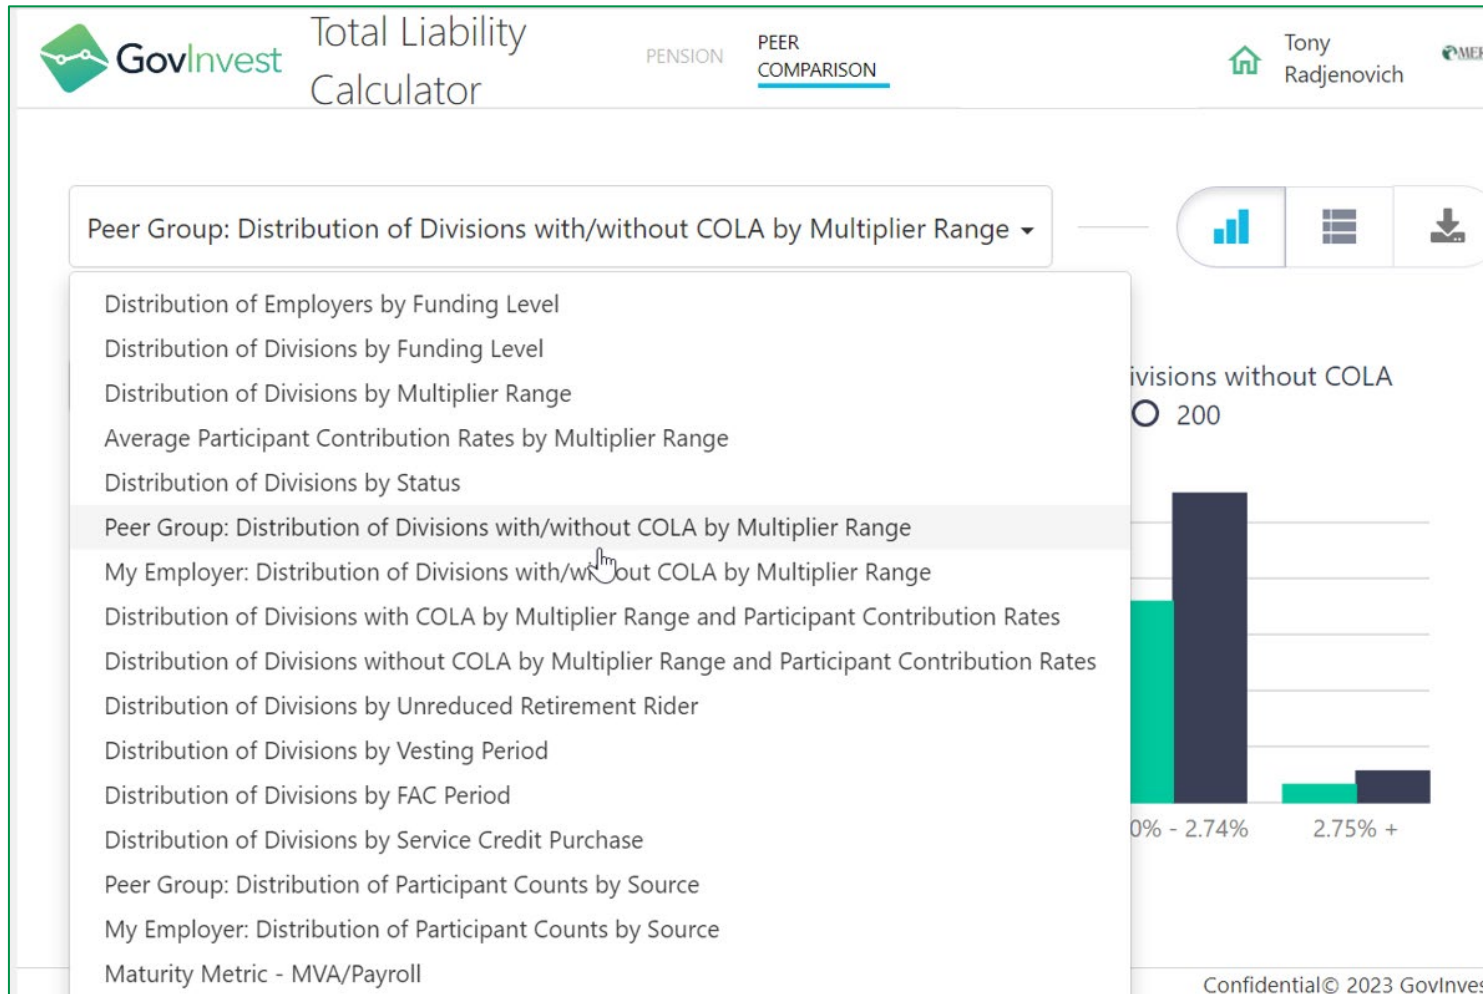 GovInvest
Total Liability
Calculator
PENSION
PEER
COMPARISON
Tony
Radjenovich
Peer Group: Distribution of Divisions with/without COLA by Multiplier Range
Distribution of Employers by Funding Level
Distribution of Divisions by Funding Level
Distribution of Divisions by Multiplier Range
Average Participant Contribution Rates by Multiplier Range
Distribution of Divisions by Status
Peer Group: Distribution of Divisions with/without COLA by Multiplier Range
My Employer: Distribution of Divisions with/without COLA by Multiplier Range
Distribution of Divisions with COLA by Multiplier Range and Participant Contribution Rates
Distribution of Divisions without COLA by Multiplier Range and Participant Contribution Rates
Distribution of Divisions by Unreduced Retirement Rider
Distribution of Divisions by Vesting Period
Distribution of Divisions by FAC Period
Distribution of Divisions by Service Credit Purchase
Peer Group: Distribution of Participant Counts by Source
My Employer: Distribution of Participant Counts by Source
Maturity Metric - MVA/Payroll
ivisions without COLA
200
0% - 2.74%
2.75% +
Confidential© 2023 GovInves